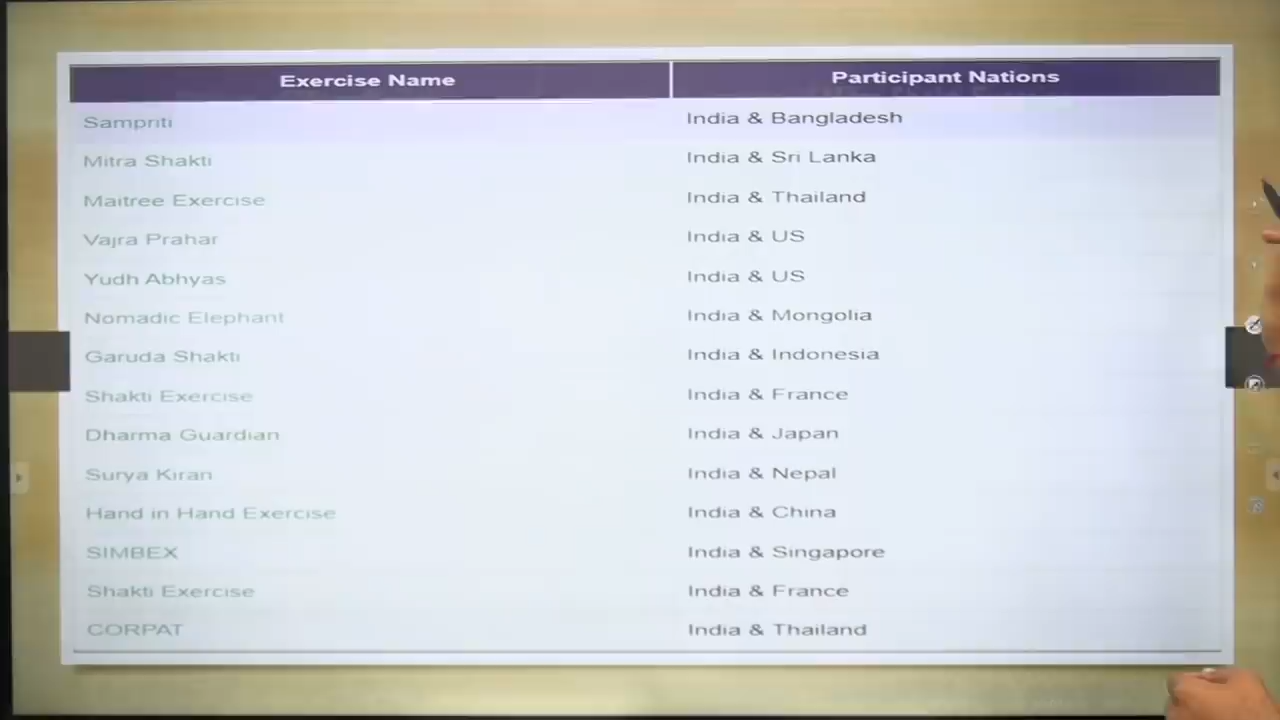 Exercise Name Participant Nations
Sampriti India & Bangladesh
Mitra Shakti India & Sri Lanka
Maitree Exercise India & Thailand
Vajra Prahar India & US
Yudh Abhyas India & US
Nomadic Elephant India & Mongolia
Garuda Shakti India & Indonesia
Shakti Exercise India & France
Dharma Guardian India & Japan
Surya Kiran India & Nepal
Hand in Hand Exercise India & China
SIMBEX India & Singapore
Shakti Exercise India & France
CORPAT India & Thailand